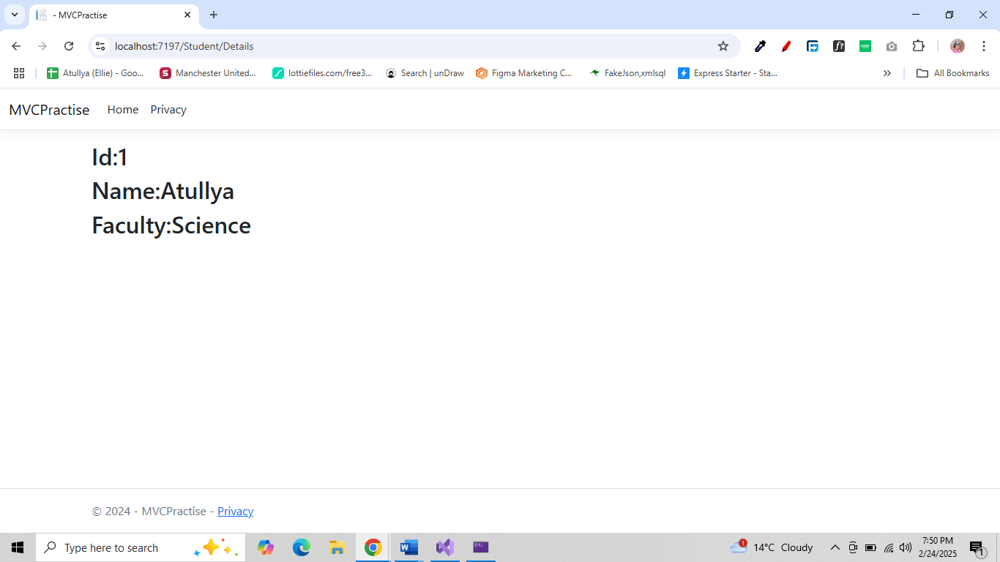 - MVCPractise
localhost:7197/Student/Details
Atullya (Ellie) - Goo... Manchester United... lottiefiles.com/free3... Search | unDraw Figma Marketing C... FakeJson,xmlsql Express Starter - Sta... All Bookmarks
MVCPractise Home Privacy
Id:1
Name:Atullya
Faculty:Science
© 2024 - MVCPractise - Privacy
Type here to search
1
14°C Cloudy
7:50 PM
2/24/2025
1